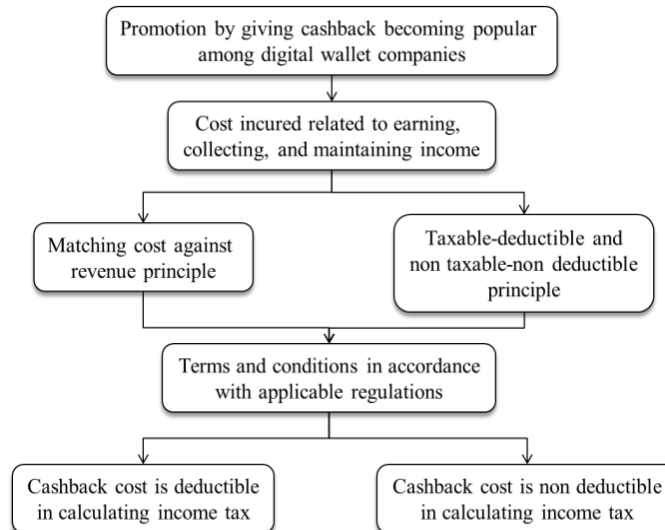 Promotion by giving cashback becoming popular
among digital wallet companies
Cost incured related to earning,
collecting, and maintaining income
Matching cost against
revenue principle
Taxable-deductible and
non taxable-non deductible
principle
Terms and conditions in accordance
with applicable regulations
Cashback cost is deductible
in calculating income tax
Cashback cost is non deductible
in calculating income tax